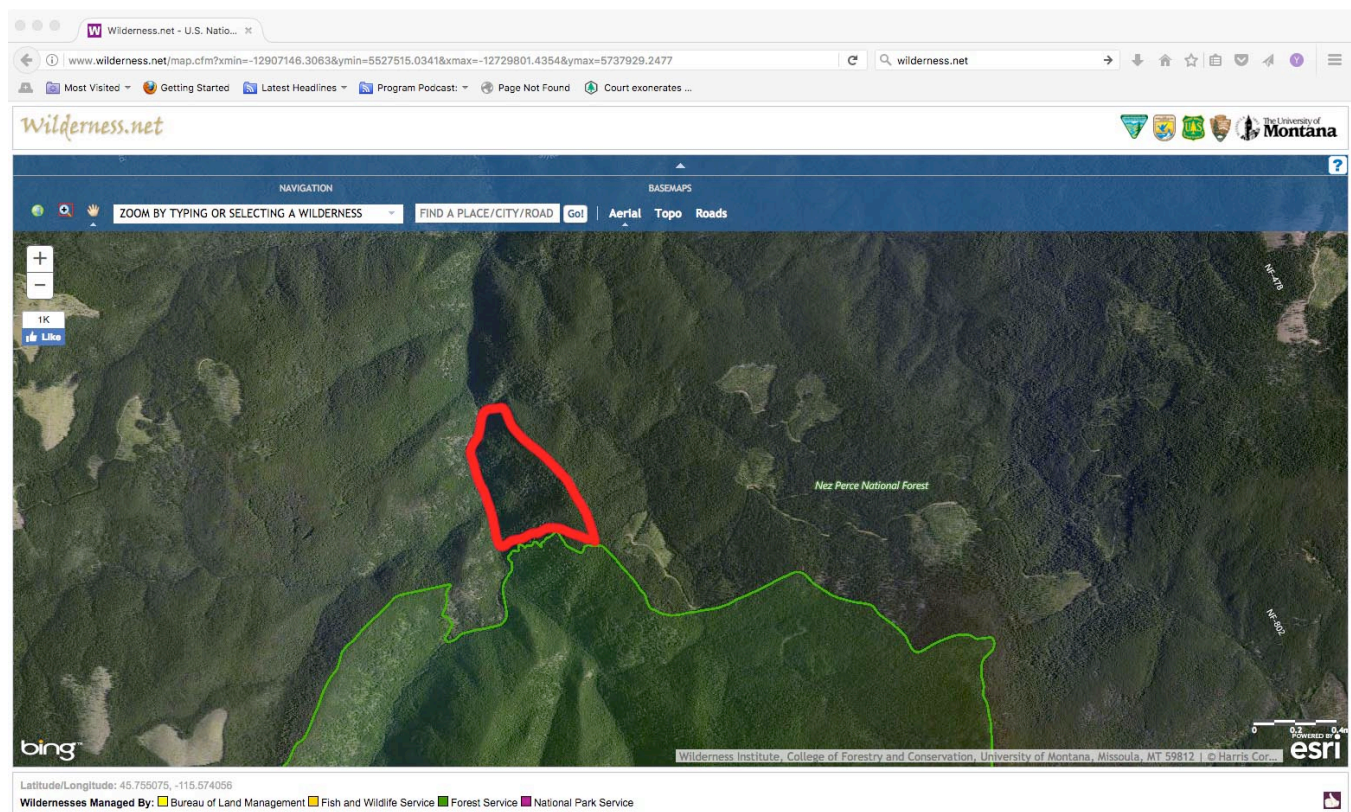 W Wilderness.net - U.S. Natio... ×
www.wilderness.net/map.cfm?xmin=-12907146.3063&ymin=5527515.0341&xmax=-12729801.4354&ymax=5737929.2477
wilderness.net
Y
Most Visited
Getting Started
Latest Headlines
Program Podcast:
Page Not Found
Court exonerates ...
Wilderness.net
UAS
The University of
Montana
?
NAVIGATION
BASEMAPS
ZOOM BY TYPING OR SELECTING A WILDERNESS
FIND A PLACE/CITY/ROAD
Go!
Aerial
Topo
Roads
+
−
1K
Like
NF-478
Nez Perce National Forest
NF-802
0 0.2 0.4m
bing
POWERED BY
esri
Wilderness Institute, College of Forestry and Conservation, University of Montana, Missoula, MT 59812 | © Harris Cor...
Latitude/Longitude: 45.755075, -115.574056
Wildernesses Managed By: Bureau of Land Management Fish and Wildlife Service Forest Service National Park Service